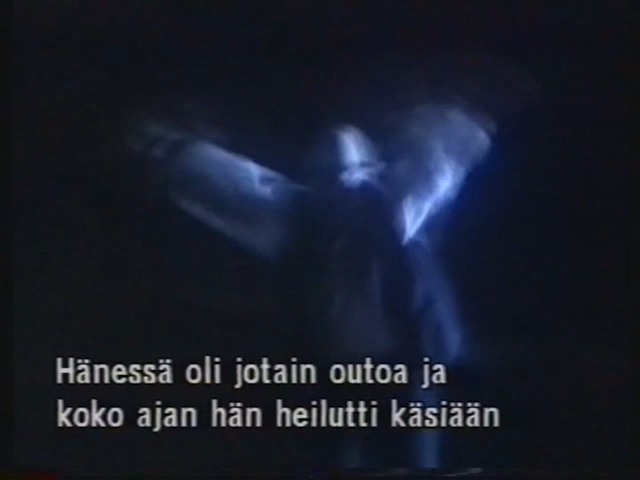 Hänessä oli jotain outoa ja
koko ajan hän heilutti käsiään